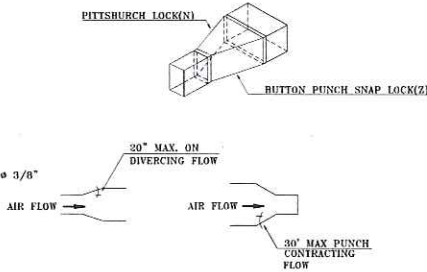 PITTSHURCH LOCK(N)
BUTTON PUNCH SNAP LOCK(Z)
20" MAX. ON
DIVERCING FLOW
ø 3/8"
AIR FLOW
AIR FLOW
30' MAX PUNCH
CONTRACTING
FLOW